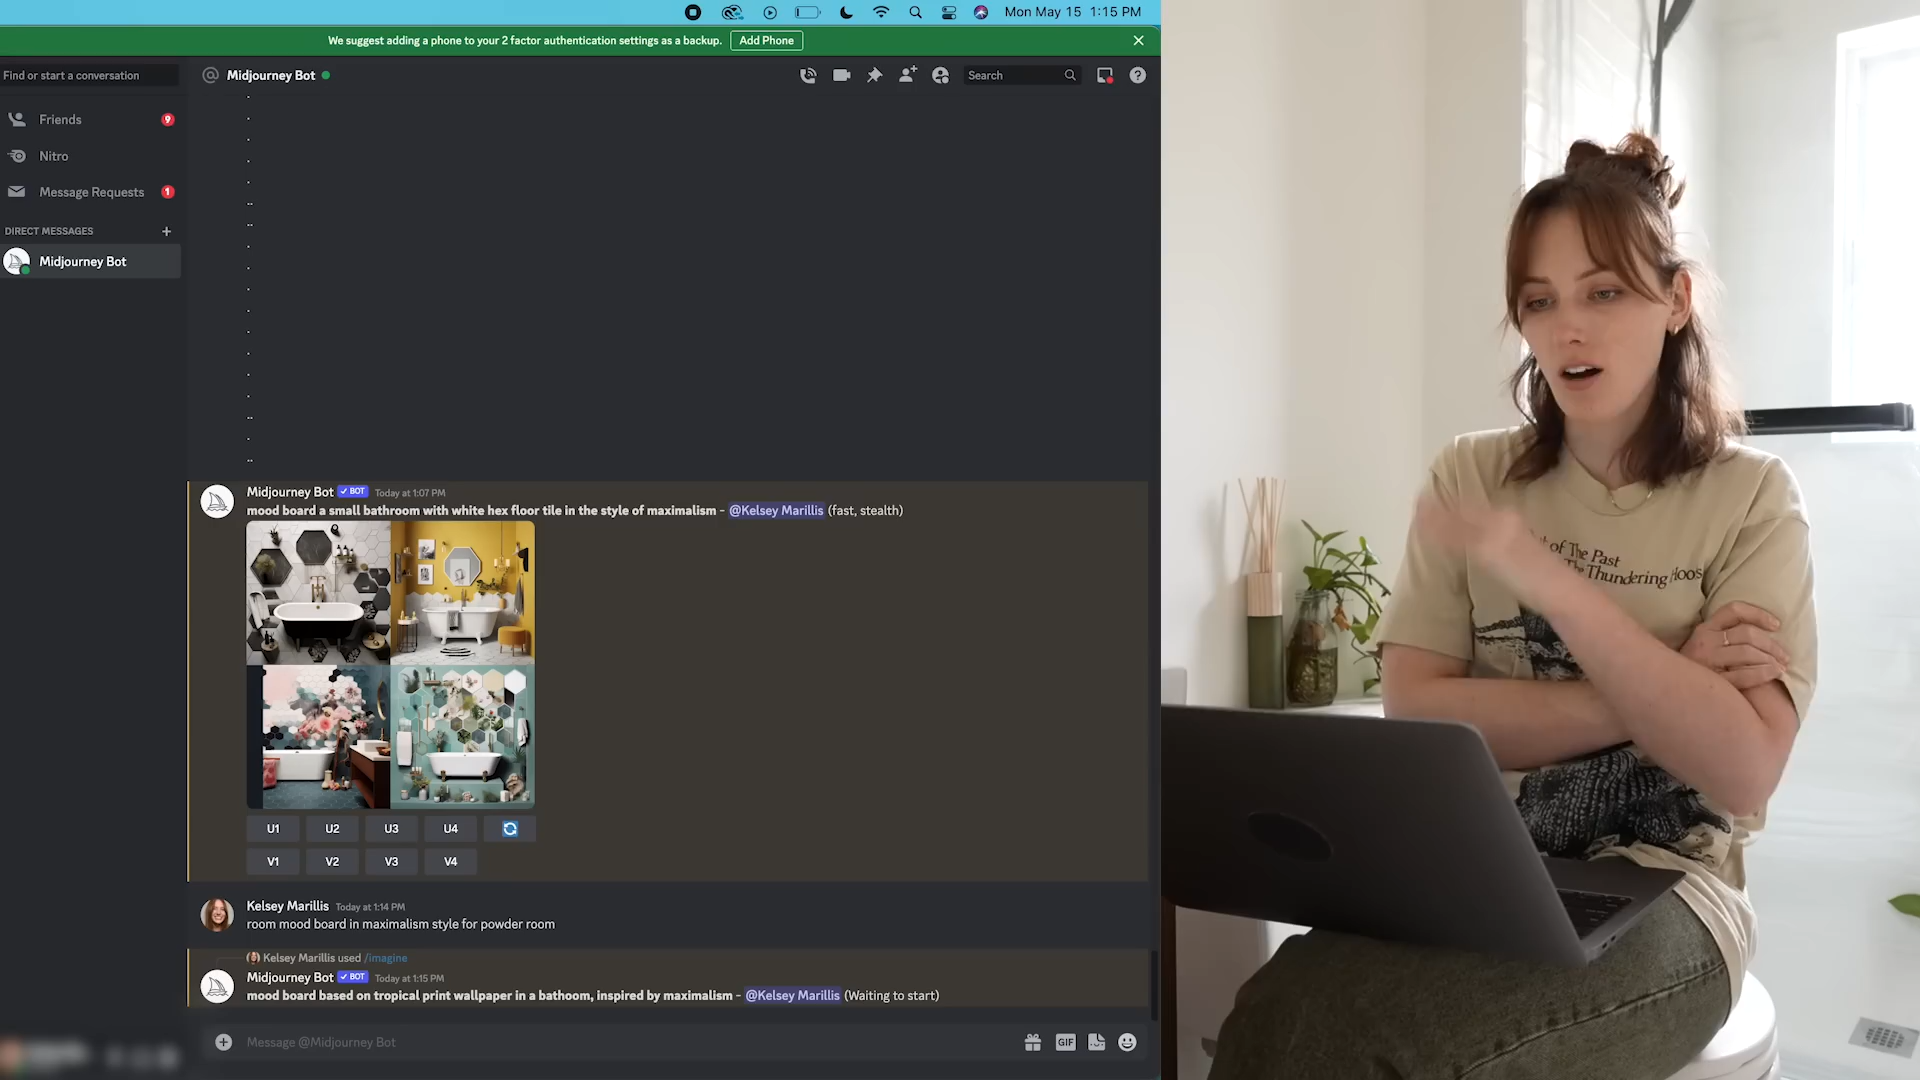 Mon May 15 1:15 PM
We suggest adding a phone to your 2 factor authentication settings as a backup. Add Phone
Find or start a conversation
Midjourney Bot
Search
Friends 9
Nitro
Message Requests 1
DIRECT MESSAGES
Midjourney Bot
Midjourney Bot BOT Today at 1:07 PM
mood board a small bathroom with white hex floor tile in the style of maximalism - @Kelsey Marillis (fast, stealth)
U1 U2 U3 U4
V1 V2 V3 V4
Kelsey Marillis Today at 1:14 PM
room mood board in maximalism style for powder room
Kelsey Marillis used /imagine
Midjourney Bot BOT Today at 1:15 PM
mood board based on tropical print wallpaper in a bathoom, inspired by maximalism - @Kelsey Marillis (Waiting to start)
Message @Midjourney Bot
GIF
of The Past
The Thundering